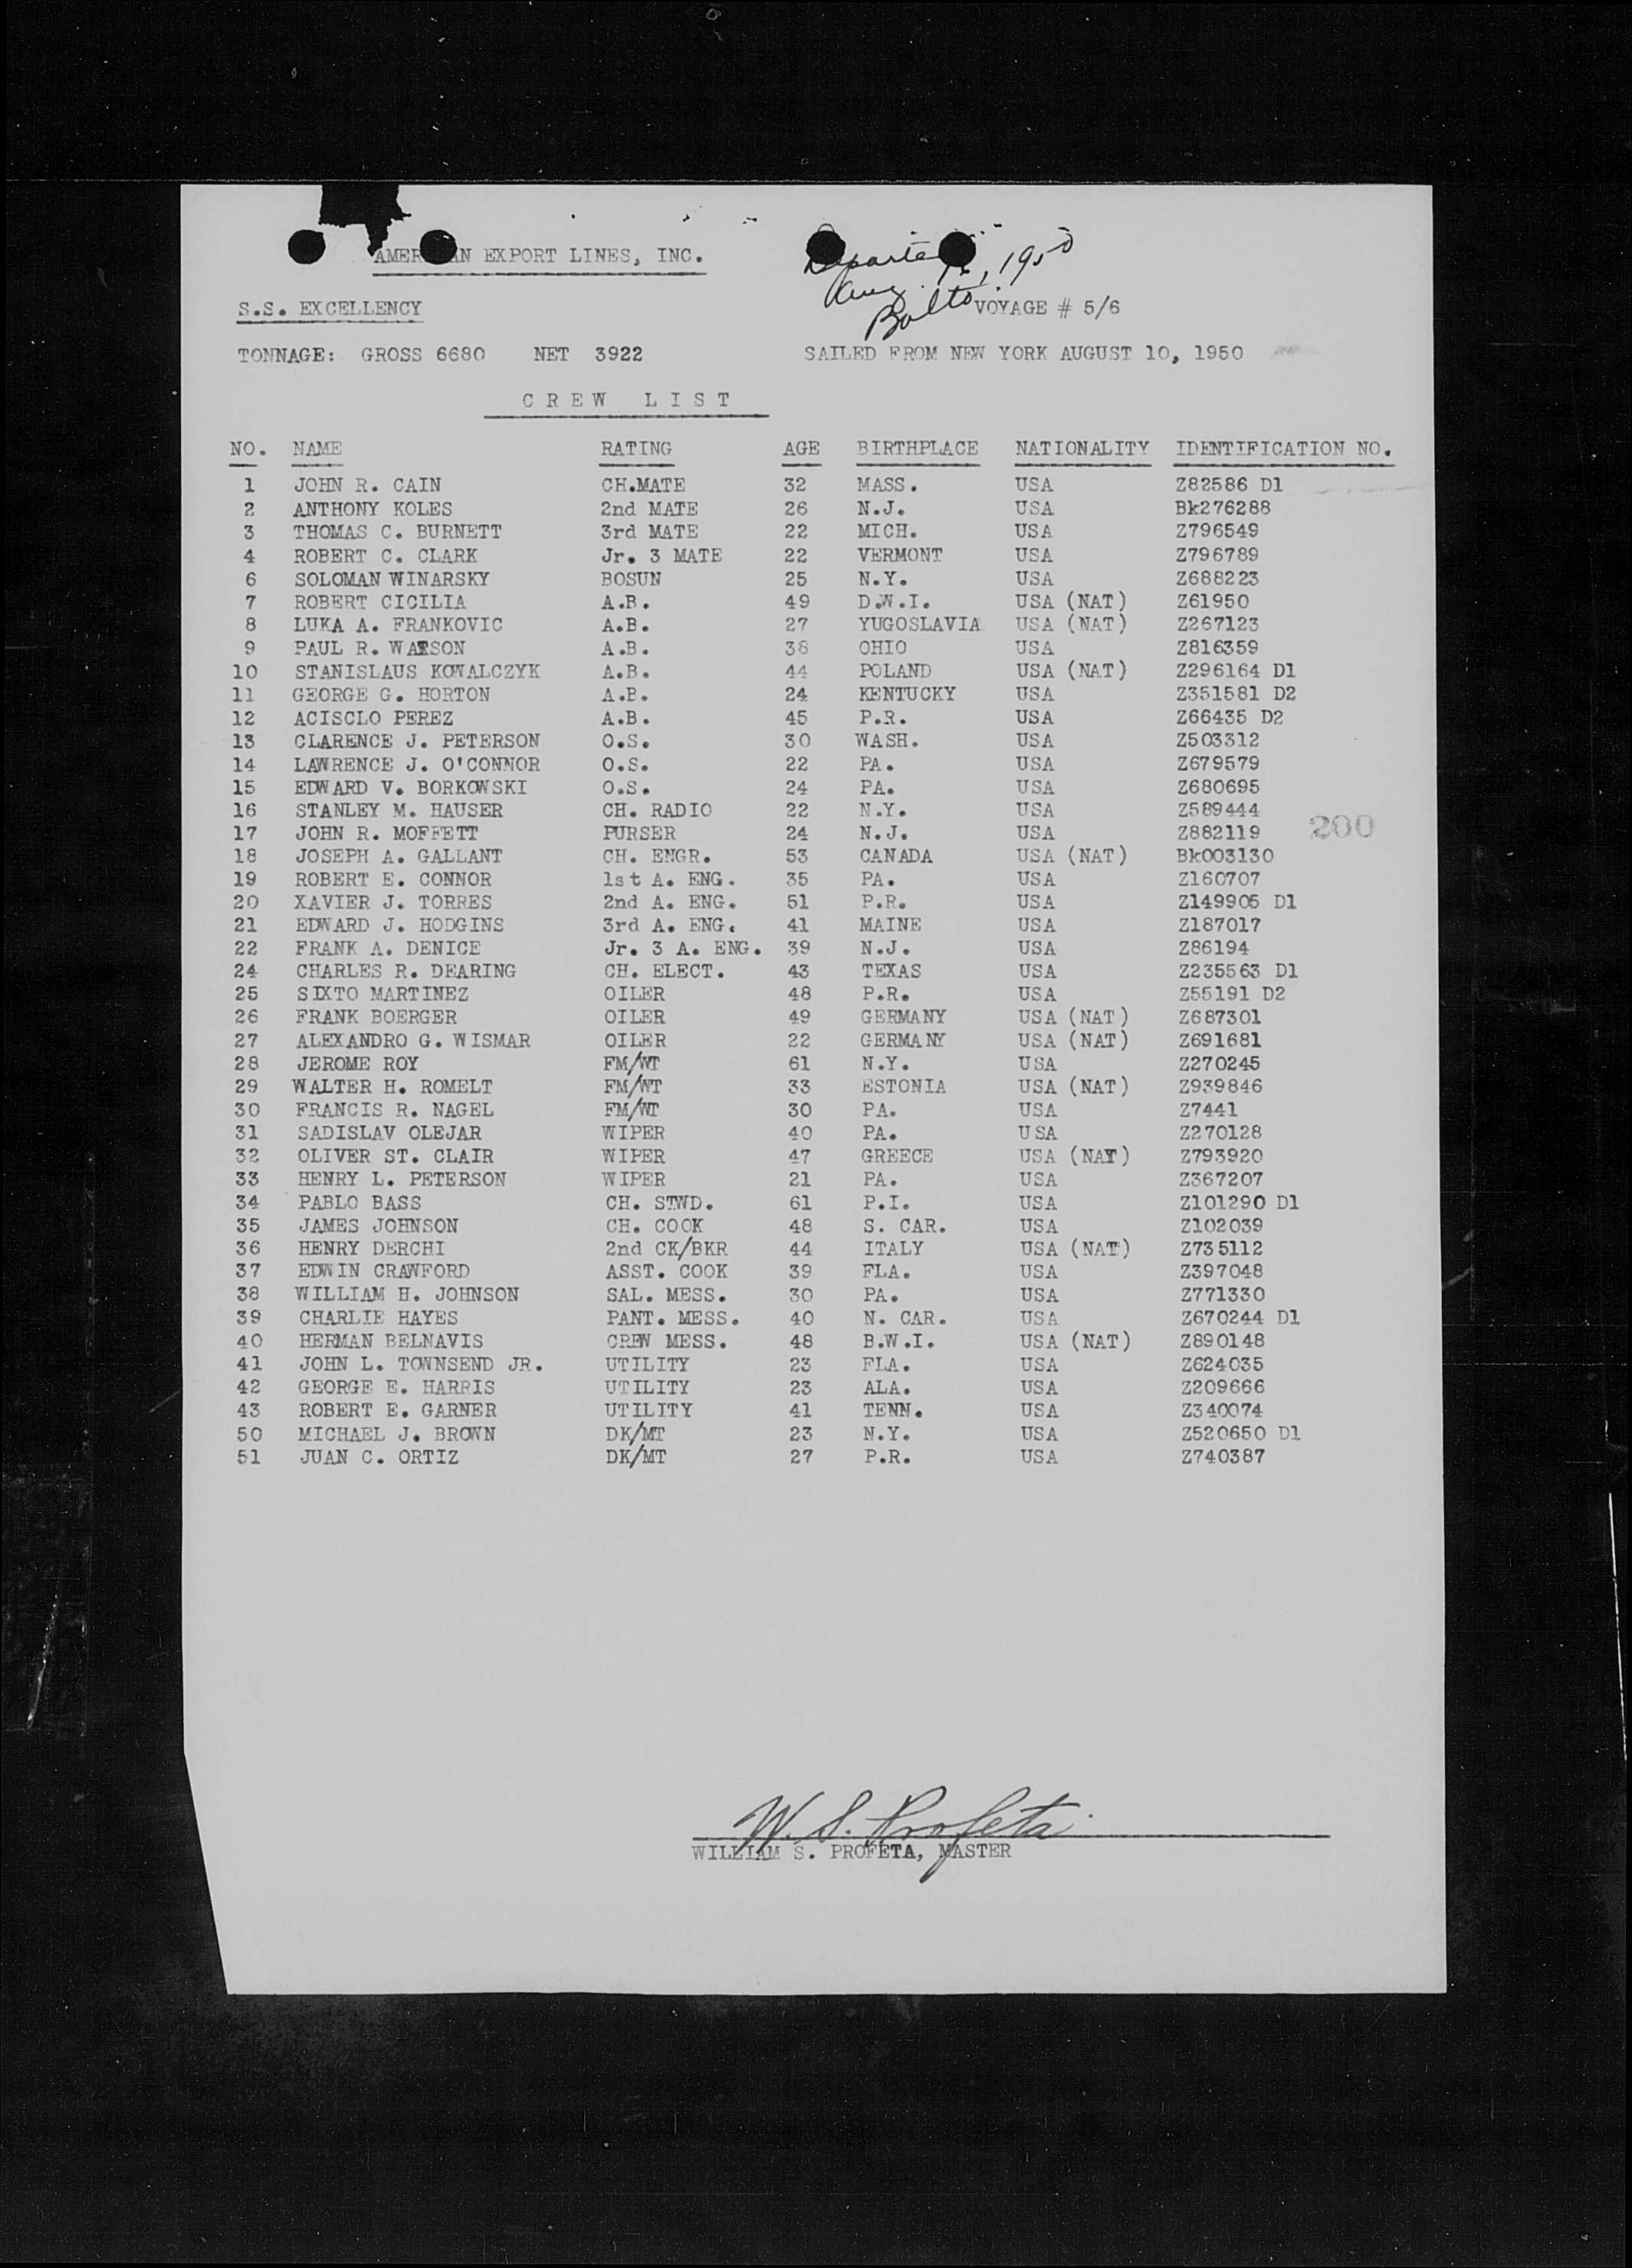 AMERICAN EXPORT LINES, INC.
Departed
Aug. 1950
Balto.
S.S. EXCELLENCY VOYAGE # 5/6
TONNAGE: GROSS 6680 NET 3922 SAILED FROM NEW YORK AUGUST 10, 1950
CREW LIST
NO. NAME RATING AGE BIRTHPLACE NATIONALITY IDENTIFICATION NO.
1 JOHN R. CAIN CH.MATE 32 MASS. USA Z82586 D1
2 ANTHONY KOLES 2nd MATE 26 N.J. USA Bk276288
3 THOMAS C. BURNETT 3rd MATE 22 MICH. USA Z796549
4 ROBERT C. CLARK Jr. 3 MATE 22 VERMONT USA Z796789
6 SOLOMAN WINARSKY BOSUN 25 N.Y. USA Z688223
7 ROBERT CICILIA A.B. 49 D.W.I. USA (NAT) Z61950
8 LUKA A. FRANKOVIC A.B. 27 YUGOSLAVIA USA (NAT) Z267123
9 PAUL R. WATSON A.B. 38 OHIO USA Z816359
10 STANISLAUS KOWALCZYK A.B. 44 POLAND USA (NAT) Z296164 D1
11 GEORGE G. HORTON A.B. 24 KENTUCKY USA Z351581 D2
12 ACISCLO PEREZ A.B. 45 P.R. USA Z66435 D2
13 CLARENCE J. PETERSON O.S. 30 WASH. USA Z503312
14 LAWRENCE J. O'CONNOR O.S. 22 PA. USA Z679579
15 EDWARD V. BORKOWSKI O.S. 24 PA. USA Z680695
16 STANLEY M. HAUSER CH. RADIO 22 N.Y. USA Z589444
17 JOHN R. MOFFETT PURSER 24 N.J. USA Z882119 200
18 JOSEPH A. GALLANT CH. ENGR. 53 CANADA USA (NAT) Bk003130
19 ROBERT E. CONNOR 1st A. ENG. 35 PA. USA Z160707
20 XAVIER J. TORRES 2nd A. ENG. 51 P.R. USA Z149905 D1
21 EDWARD J. HODGINS 3rd A. ENG. 41 MAINE USA Z187017
22 FRANK A. DENICE Jr. 3 A. ENG. 39 N.J. USA Z86194
24 CHARLES R. DEARING CH. ELECT. 43 TEXAS USA Z235563 D1
25 SIXTO MARTINEZ OILER 48 P.R. USA Z55191 D2
26 FRANK BOERGER OILER 49 GERMANY USA (NAT) Z687301
27 ALEXANDRO G. WISMAR OILER 22 GERMANY USA (NAT) Z691681
28 JEROME ROY FM/WT 61 N.Y. USA Z270245
29 WALTER H. ROMELT FM/WT 33 ESTONIA USA (NAT) Z939846
30 FRANCIS R. NAGEL FM/WT 30 PA. USA Z7441
31 SADISLAV OLEJAR WIPER 40 PA. USA Z270128
32 OLIVER ST. CLAIR WIPER 47 GREECE USA (NAT) Z793920
33 HENRY L. PETERSON WIPER 21 PA. USA Z367207
34 PABLO BASS CH. STWD. 61 P.I. USA Z101290 D1
35 JAMES JOHNSON CH. COOK 48 S. CAR. USA Z102039
36 HENRY DERCHI 2nd CK/BKR 44 ITALY USA (NAT) Z735112
37 EDWIN CRAWFORD ASST. COOK 39 FLA. USA Z397048
38 WILLIAM H. JOHNSON SAL. MESS. 30 PA. USA Z771330
39 CHARLIE HAYES PANT. MESS. 40 N. CAR. USA Z670244 D1
40 HERMAN BELNAVIS CREW MESS. 48 B.W.I. USA (NAT) Z890148
41 JOHN L. TOWNSEND JR. UTILITY 23 FLA. USA Z624035
42 GEORGE E. HARRIS UTILITY 23 ALA. USA Z209666
43 ROBERT E. GARNER UTILITY 41 TENN. USA Z340074
50 MICHAEL J. BROWN DK/MT 23 N.Y. USA Z520650 D1
51 JUAN C. ORTIZ DK/MT 27 P.R. USA Z740387
W. S. Profeta
WILLIAM S. PROFETA, MASTER